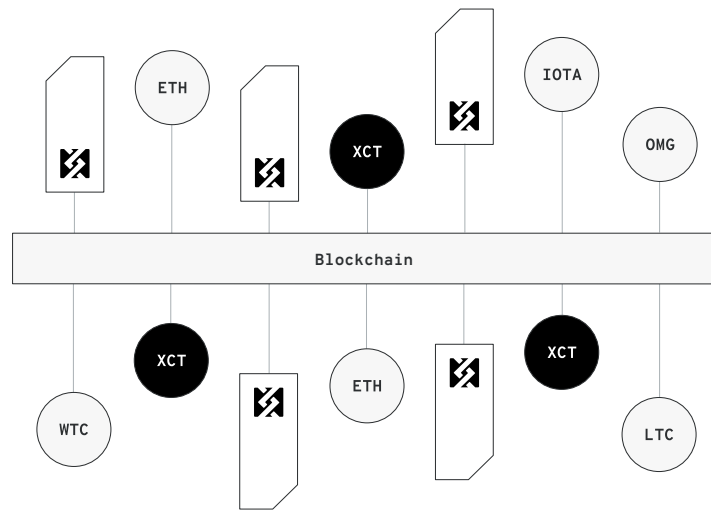 ETH
XCT
IOTA
OMG
Blockchain
WTC
XCT
ETH
XCT
LTC